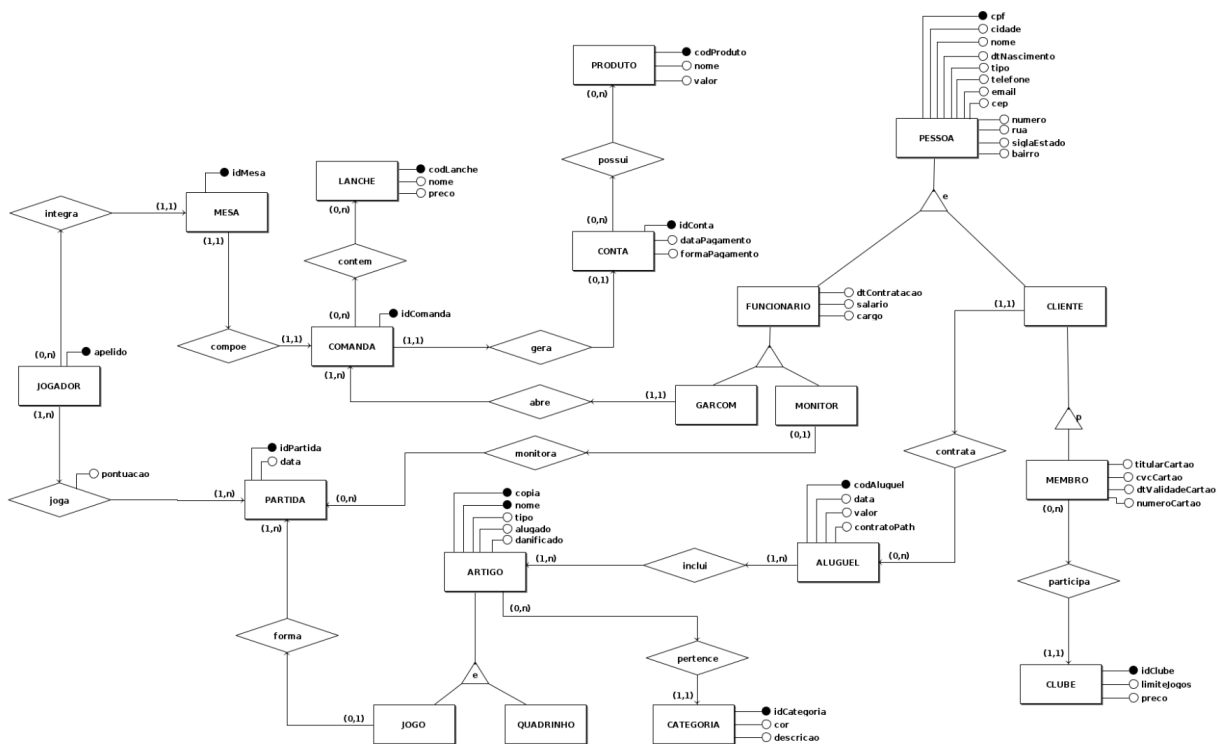 cpf
cidade
nome
dtNascimento
tipo
telefone
email
cep
PESSOA
numero
rua
siglaEstado
bairro
e
PRODUTO
codProduto
nome
valor
(0,n)
possui
(0,n)
CONTA
idConta
dataPagamento
formaPagamento
(0,1)
LANCHE
codLanche
nome
preco
(0,n)
contem
(0,n)
idMesa
integra
(1,1)
MESA
(1,1)
compoe
(1,1)
COMANDA
idComanda
(1,1)
gera
(1,n)
abre
(1,1)
FUNCIONARIO
dtContratacao
salario
cargo
GARCOM
MONITOR
(0,1)
(1,1)
CLIENTE
(0,n)
apelido
JOGADOR
(1,n)
pontuacao
joga
(1,n)
idPartida
data
PARTIDA
(0,n)
monitora
(1,n)
contrata
p
MEMBRO
titularCartao
cvcCartao
dtValidadeCartao
numeroCartao
(0,n)
participa
(1,1)
CLUBE
idClube
limiteJogos
preco
copia
nome
tipo
alugado
danificado
ARTIGO
(1,n)
inclui
(1,n)
codAluguel
data
valor
contratoPath
ALUGUEL
(0,n)
(0,n)
pertence
(1,1)
forma
e
(0,1)
JOGO
QUADRINHO
CATEGORIA
idCategoria
cor
descricao